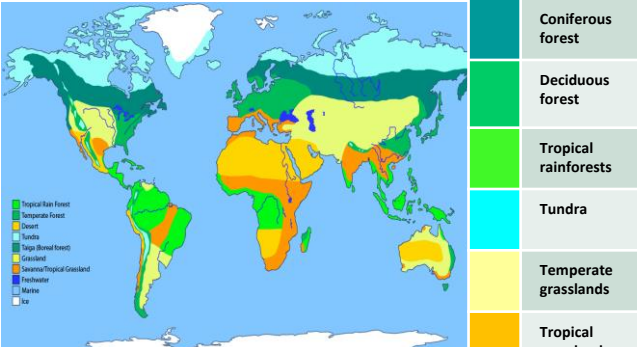 Tropical Rain Forest
Temperate Forest
Desert
Tundra
Taiga (Boreal forest)
Grassland
Savanna/Tropical Grassland
Freshwater
Marine
Ice
Coniferous
forest
Deciduous
forest
Tropical
rainforests
Tundra
Temperate
grasslands
Tropical